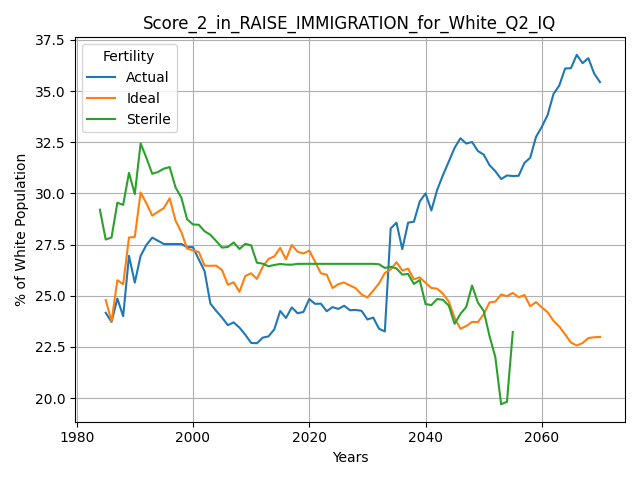 Score_2_in_RAISE_IMMIGRATION_for_White_Q2_IQ
% of White Population
37.5
35.0
32.5
30.0
27.5
25.0
22.5
20.0
Fertility
Actual
Ideal
Sterile
1980
2000
2020
2040
2060
Years